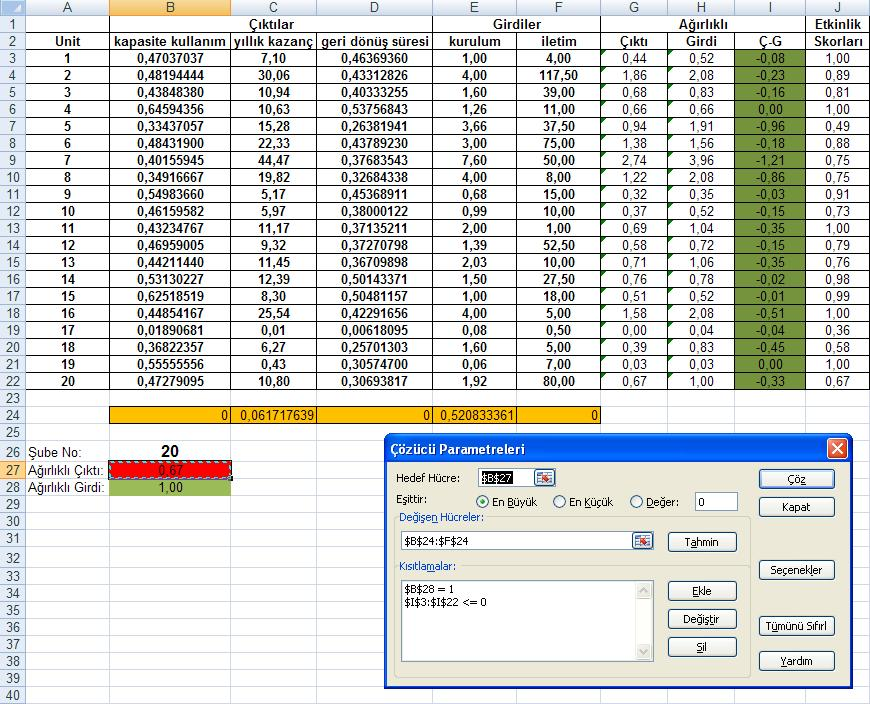 A B C D E F G H I J
1 Çıktılar Girdiler Ağırlıklı Etkinlik
2 Unit kapasite kullanım yıllık kazanç geri dönüş süresi kurulum iletim Çıktı Girdi Ç-G Skorları
3 1 0,47037037 7,10 0,46369360 1,00 4,00 0,44 0,52 -0,08 1,00
4 2 0,48194444 30,06 0,43312826 4,00 117,50 1,86 2,08 -0,23 0,89
5 3 0,43848380 10,94 0,40333255 1,60 39,00 0,68 0,83 -0,16 0,81
6 4 0,64594356 10,63 0,53756843 1,26 11,00 0,66 0,66 0,00 1,00
7 5 0,33437057 15,28 0,26381941 3,66 37,50 0,94 1,91 -0,96 0,49
8 6 0,48431900 22,33 0,43789230 3,00 75,00 1,38 1,56 -0,18 0,88
9 7 0,40155945 44,47 0,37683543 7,60 50,00 2,74 3,96 -1,21 0,75
10 8 0,34916667 19,82 0,32684338 4,00 8,00 1,22 2,08 -0,86 0,75
11 9 0,54983660 5,17 0,45368911 0,68 15,00 0,32 0,35 -0,03 0,91
12 10 0,46159582 5,97 0,38000122 0,99 10,00 0,37 0,52 -0,15 0,73
13 11 0,43234767 11,17 0,37135211 2,00 1,00 0,69 1,04 -0,35 1,00
14 12 0,46959005 9,32 0,37270798 1,39 52,50 0,58 0,72 -0,15 0,79
15 13 0,44211440 11,45 0,36709898 2,03 10,00 0,71 1,06 -0,35 0,76
16 14 0,53130227 12,39 0,50143371 1,50 27,50 0,76 0,78 -0,02 0,98
17 15 0,62518519 8,30 0,50481157 1,00 18,00 0,51 0,52 -0,01 0,99
18 16 0,44854167 25,54 0,42291656 4,00 5,00 1,58 2,08 -0,51 1,00
19 17 0,01890681 0,01 0,00618095 0,08 0,50 0,00 0,04 -0,04 0,36
20 18 0,36822357 6,27 0,25701303 1,60 5,00 0,39 0,83 -0,45 0,58
21 19 0,55555556 0,43 0,30574700 0,06 7,00 0,03 0,03 0,00 1,00
22 20 0,47279095 10,80 0,30693817 1,92 80,00 0,67 1,00 -0,33 0,67
23
24 0 0,061717639 0 0,520833361 0
25
26 Şube No: 20
27 Ağırlıklı Çıktı: 0,67
28 Ağırlıklı Girdi: 1,00
29
30
31
32
33
34
35
36
37
38
39
40
Çözücü Parametreleri
Hedef Hücre: $B$27 Çöz
Eşittir: En Büyük En Küçük Değer: 0 Kapat
Değişen Hücreler:
$B$24:$F$24 Tahmin
Kısıtlamalar: Seçenekler
$B$28 = 1 Ekle
$I$3:$I$22 <= 0
Değiştir Tümünü Sıfırl
Sil Yardım